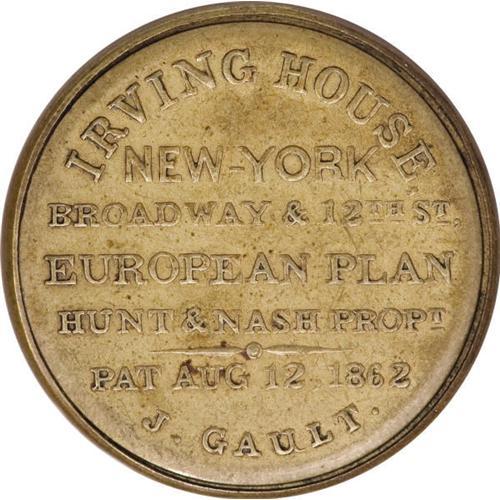 IRVING HOUSE
NEW-YORK
BROADWAY & 12TH ST,
EUROPEAN PLAN
HUNT & NASH PROPT
PAT AUG 12 1862
J. GAULT.